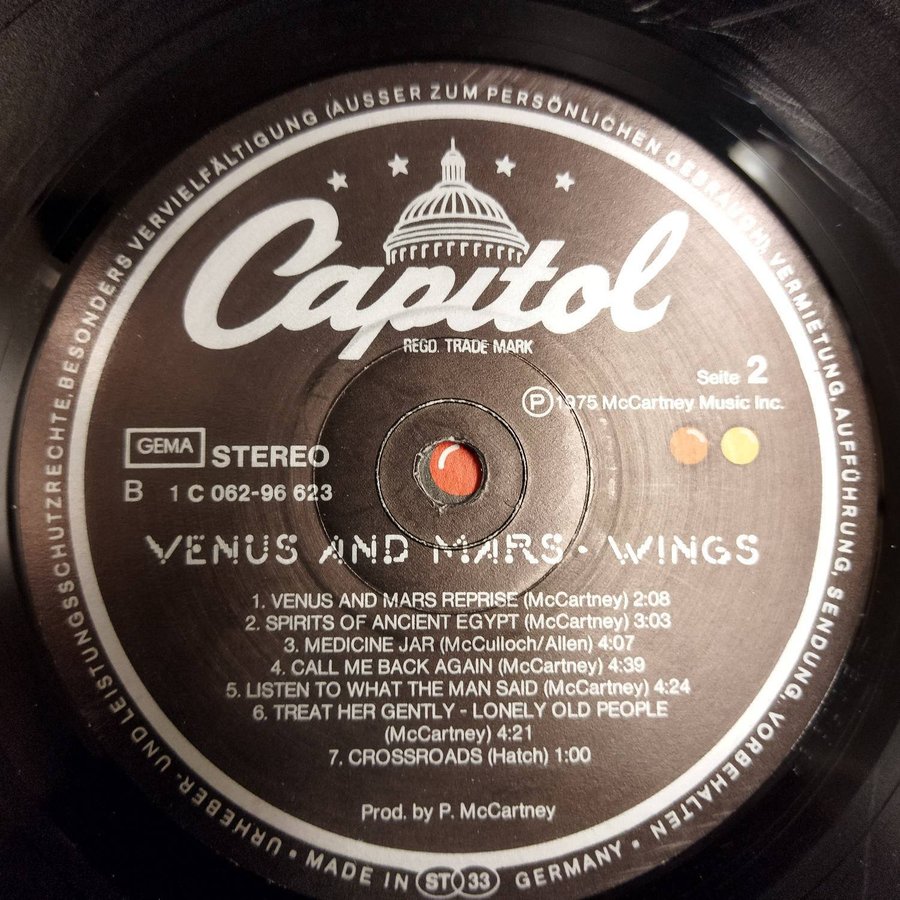 URHEBER- UND LEISTUNGSSCHUTZRECHTE, BESONDERS VERVIELFÄLTIGUNG (AUSSER ZUM PERSÖNLICHEN GEBRAUCH), VERMIETUNG, AUFFÜHRUNG, SENDUNG, VORBEHALTEN •
Capitol
REGD. TRADE MARK
Seite 2
Ⓟ 1975 McCartney Music Inc.
GEMA STEREO
B 1 C 062-96 623
VENUS AND MARS • WINGS
1. VENUS AND MARS REPRISE (McCartney) 2:08
2. SPIRITS OF ANCIENT EGYPT (McCartney) 3:03
3. MEDICINE JAR (McCulloch/Allen) 4:07
4. CALL ME BACK AGAIN (McCartney) 4:39
5. LISTEN TO WHAT THE MAN SAID (McCartney) 4:24
6. TREAT HER GENTLY - LONELY OLD PEOPLE
(McCartney) 4:21
7. CROSSROADS (Hatch) 1:00
Prod. by P. McCartney
• MADE IN ST 33 GERMANY •